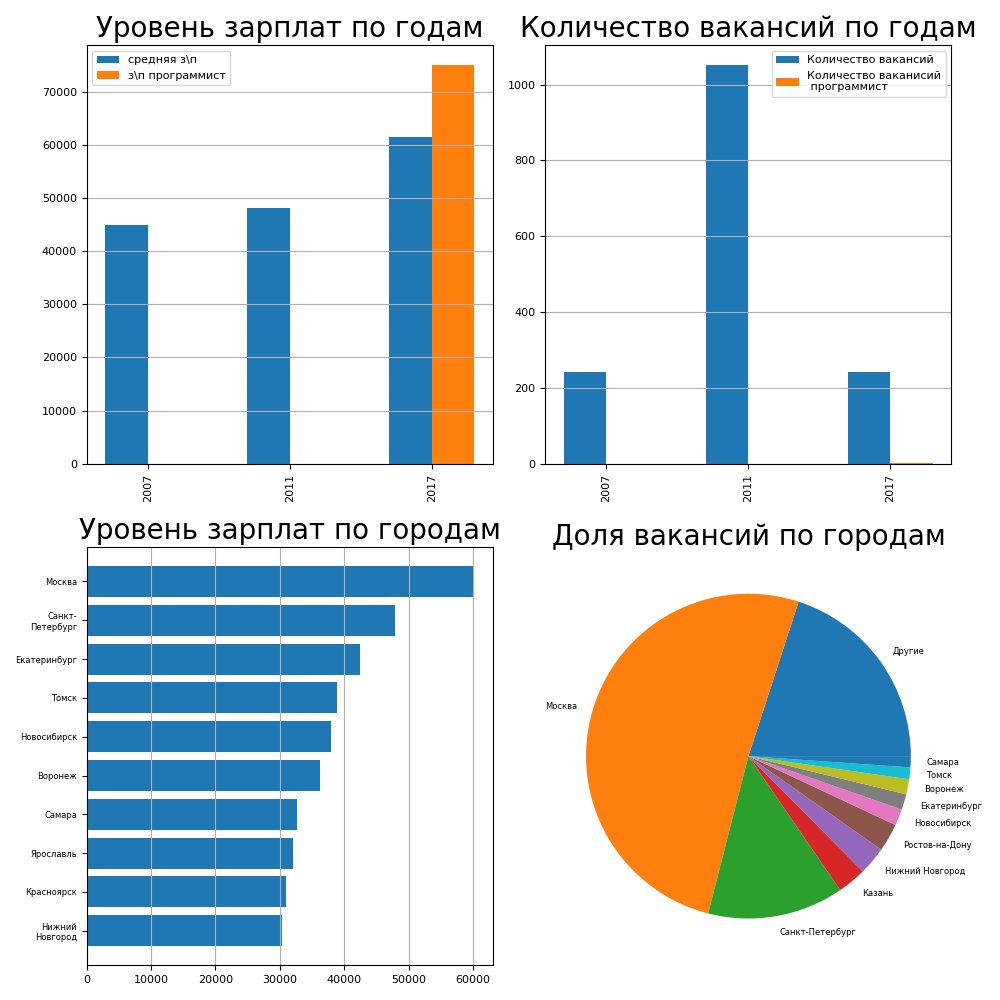 Уровень зарплат по годам
средняя з\п
з\п программист
70000
60000
50000
40000
30000
20000
10000
0
2007
2011
2017
Количество вакансий по годам
Количество вакансий
Количество ваканисий
программист
1000
800
600
400
200
0
2007
2011
2017
Уровень зарплат по городам
Москва
Санкт-
Петербург
Екатеринбург
Томск
Новосибирск
Воронеж
Самара
Ярославль
Красноярск
Нижний
Новгород
0
10000
20000
30000
40000
50000
60000
Доля вакансий по городам
Другие
Москва
Самара
Томск
Воронеж
Екатеринбург
Новосибирск
Ростов-на-Дону
Нижний Новгород
Казань
Санкт-Петербург